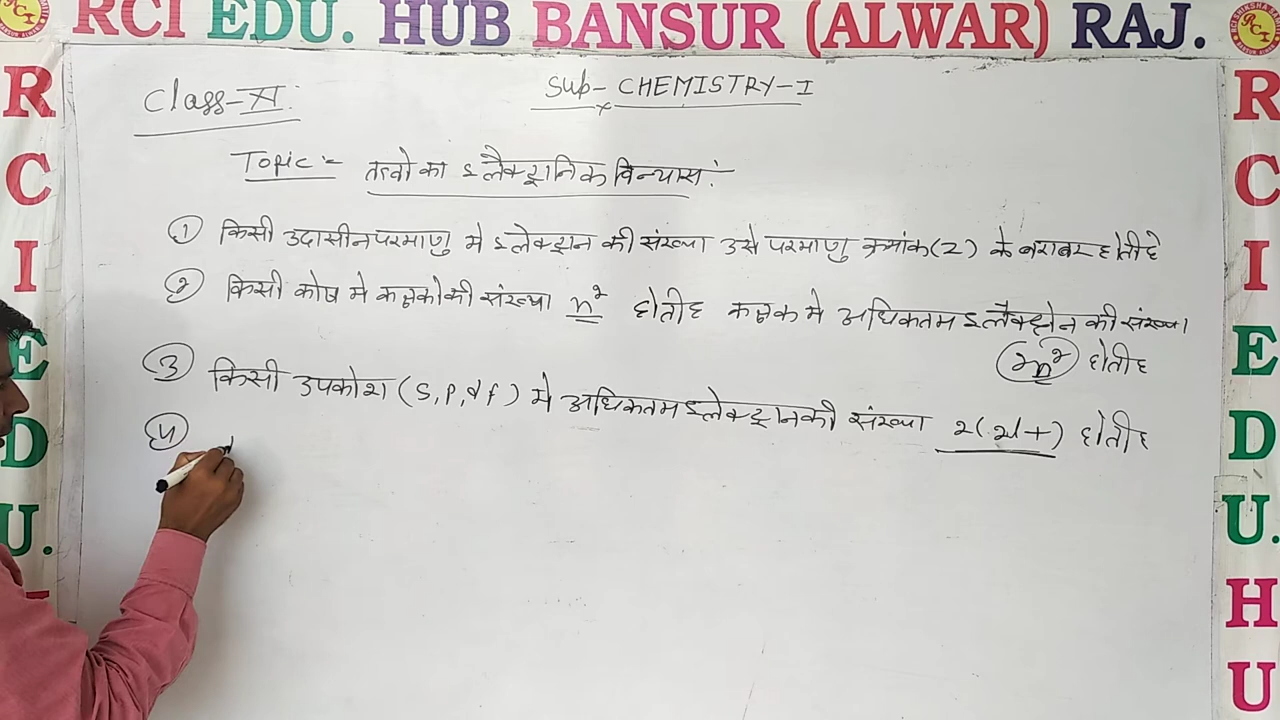 RCI EDU. HUB BANSUR (ALWAR) RAJ.
Class-XI:
Sub- CHEMISTRY-I
Topic:- तत्वो का इलैक्ट्रानिक विन्यास:-
① किसी उदासीन परमाणु मे इलेक्ट्रान की संख्या उसे परमाणु क्रमांक(Z) के बराबर होती है
② किसी कोष मे कक्षको की संख्या n² होती है कक्षक मे अधिकतम इलैक्ट्रोन की संख्या
2n² होती है
③ किसी उपकोश (s,p,d f) मे अधिकतम इलेक्ट्रान की संख्या 2(2l+) होती है
④
R
C
I
E
D
U.
R
C
I
E
D
U.
H
U